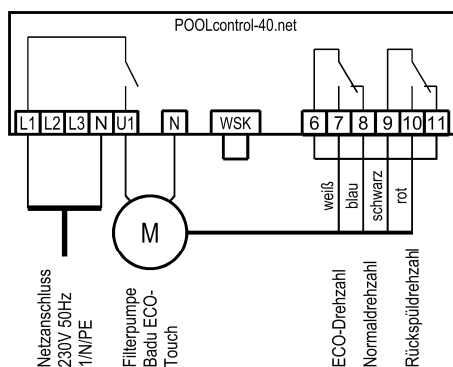 POOLcontrol-40.net
L1 L2 L3 N U1 N WSK 6 7 8 9 10 11
weiß
blau
schwarz
rot
M
Netzanschluss
230V 50Hz
1/N/PE
Filterpumpe
Badu ECO-
Touch
ECO-Drehzahl
Normaldrehzahl
Rückspüldrehzahl